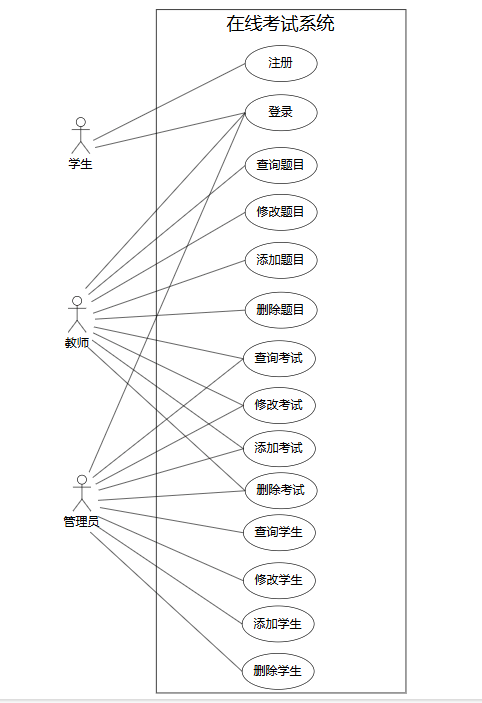 在线考试系统
注册
登录
学生
查询题目
修改题目
添加题目
删除题目
教师
查询考试
修改考试
添加考试
删除考试
管理员
查询学生
修改学生
添加学生
删除学生